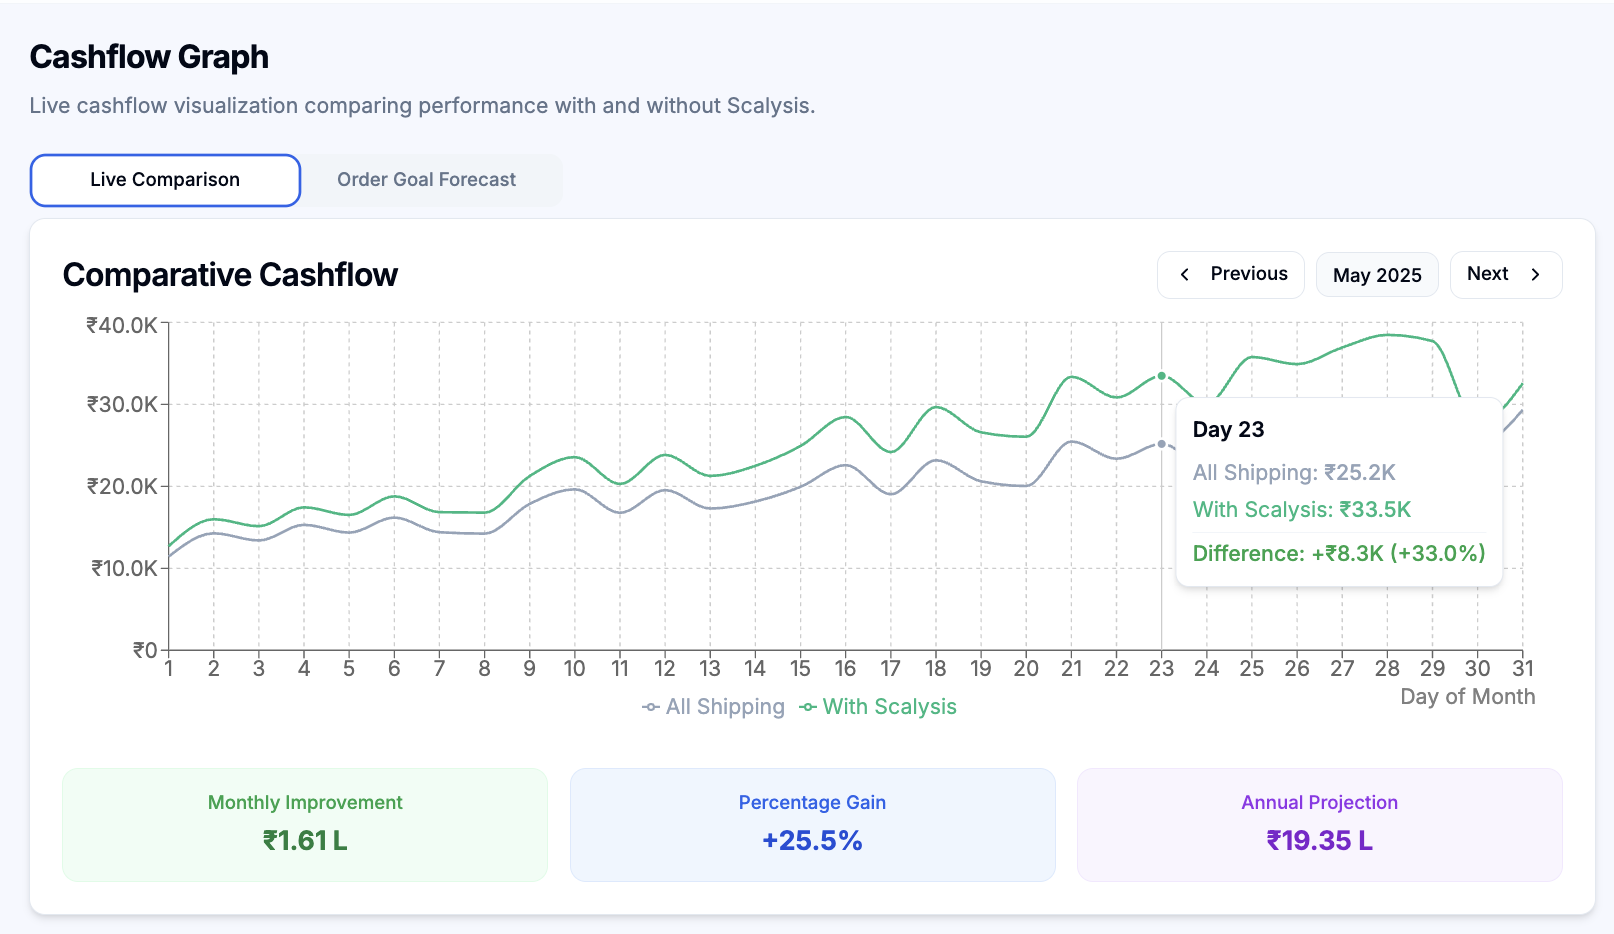 Cashflow Graph
Live cashflow visualization comparing performance with and without Scalysis.
Live Comparison
Order Goal Forecast
Comparative Cashflow
Previous
May 2025
Next
₹40.0K
₹30.0K
₹20.0K
₹10.0K
₹0
Day 23
All Shipping: ₹25.2K
With Scalysis: ₹33.5K
Difference: +₹8.3K (+33.0%)
1 2 3 4 5 6 7 8 9 10 11 12 13 14 15 16 17 18 19 20 21 22 23 24 25 26 27 28 29 30 31
Day of Month
All Shipping With Scalysis
Monthly Improvement
₹1.61 L
Percentage Gain
+25.5%
Annual Projection
₹19.35 L